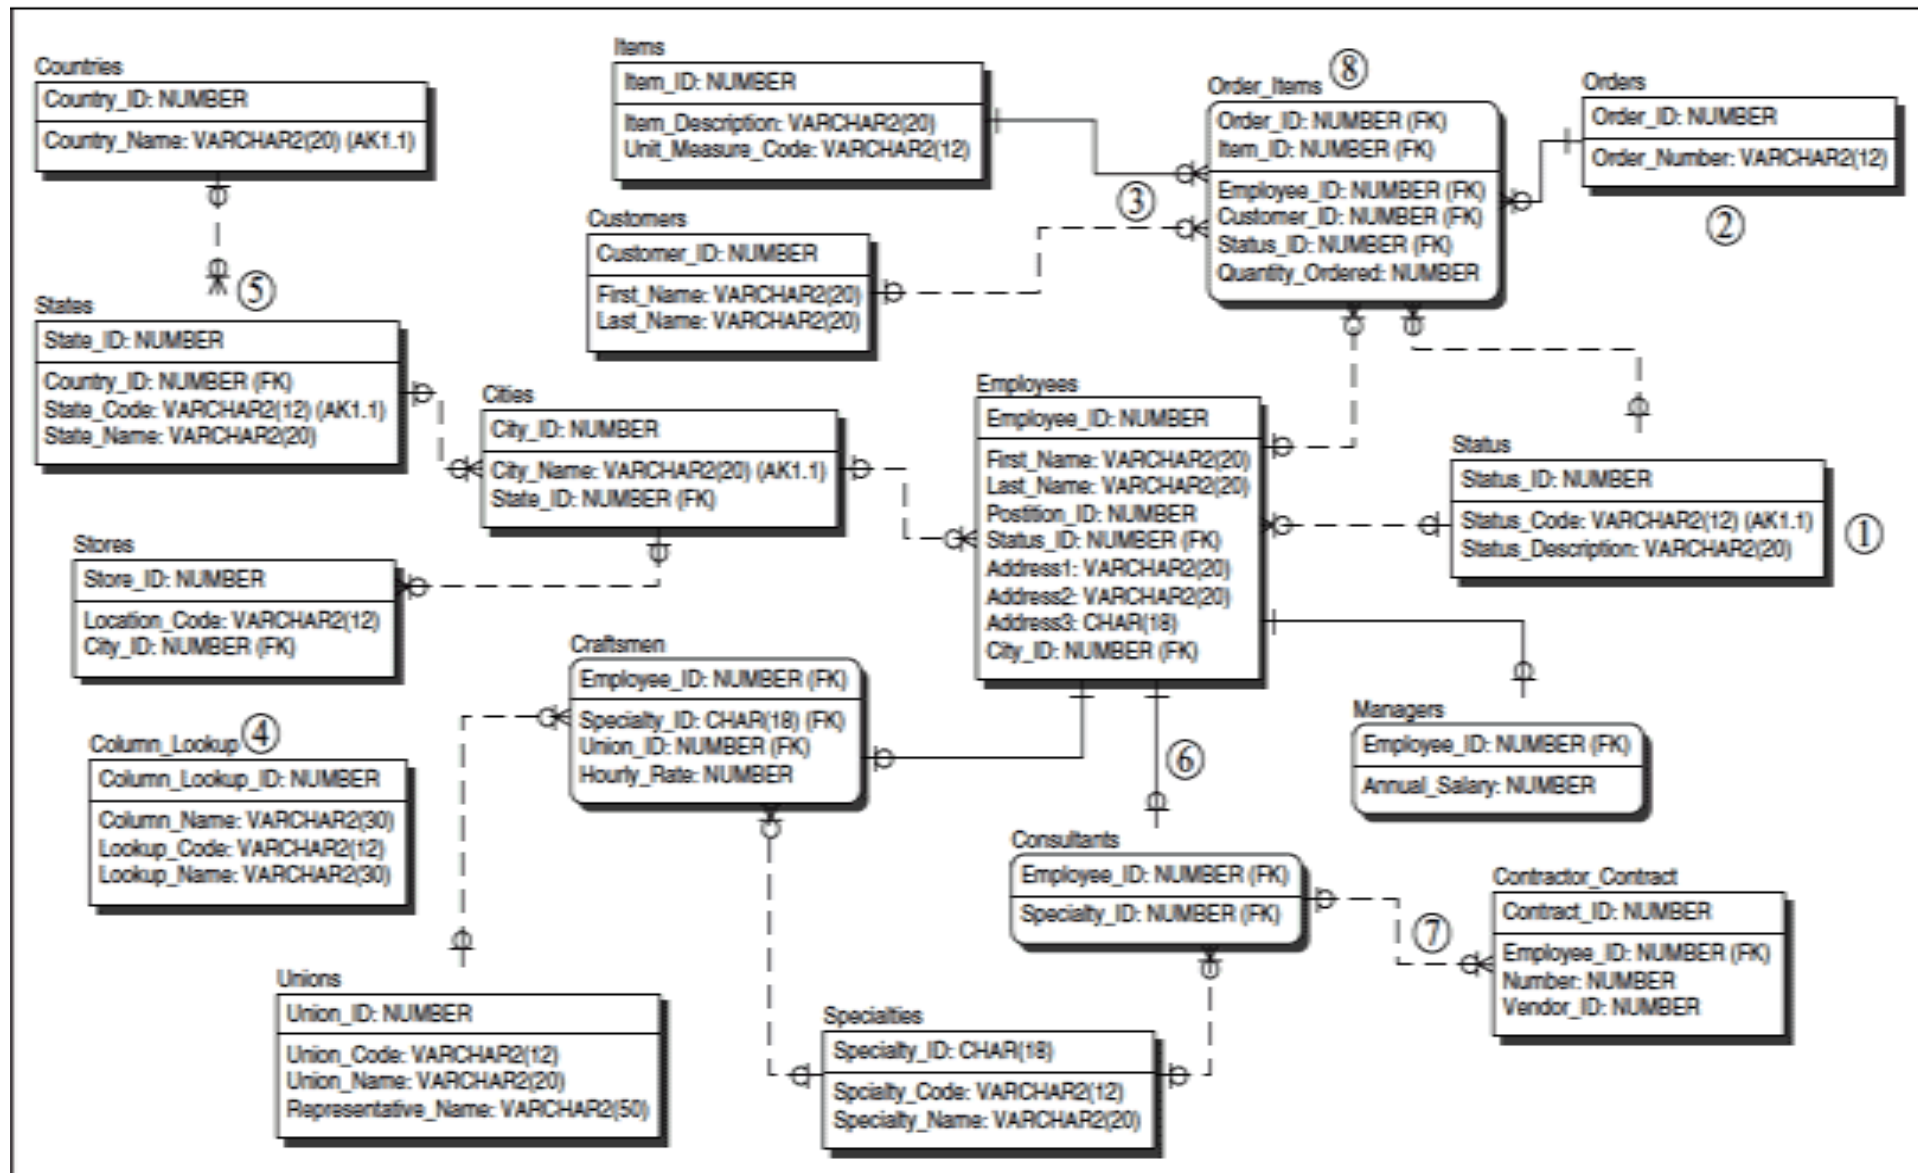 Countries
Country_ID: NUMBER
Country_Name: VARCHAR2(20) (AK1.1)
Items
Item_ID: NUMBER
Item_Description: VARCHAR2(20)
Unit_Measure_Code: VARCHAR2(12)
Order_Items
⑧
Order_ID: NUMBER (FK)
Item_ID: NUMBER (FK)
Employee_ID: NUMBER (FK)
Customer_ID: NUMBER (FK)
Status_ID: NUMBER (FK)
Quantity_Ordered: NUMBER
Orders
Order_ID: NUMBER
Order_Number: VARCHAR2(12)
②
③
Customers
Customer_ID: NUMBER
First_Name: VARCHAR2(20)
Last_Name: VARCHAR2(20)
⑤
States
State_ID: NUMBER
Country_ID: NUMBER (FK)
State_Code: VARCHAR2(12) (AK1.1)
State_Name: VARCHAR2(20)
Cities
City_ID: NUMBER
City_Name: VARCHAR2(20) (AK1.1)
State_ID: NUMBER (FK)
Employees
Employee_ID: NUMBER
First_Name: VARCHAR2(20)
Last_Name: VARCHAR2(20)
Postition_ID: NUMBER
Status_ID: NUMBER (FK)
Address1: VARCHAR2(20)
Address2: VARCHAR2(20)
Address3: CHAR(18)
City_ID: NUMBER (FK)
Status
Status_ID: NUMBER
Status_Code: VARCHAR2(12) (AK1.1)
Status_Description: VARCHAR2(20)
①
Stores
Store_ID: NUMBER
Location_Code: VARCHAR2(12)
City_ID: NUMBER (FK)
Craftsmen
Employee_ID: NUMBER (FK)
Specialty_ID: CHAR(18) (FK)
Union_ID: NUMBER (FK)
Hourly_Rate: NUMBER
Managers
Employee_ID: NUMBER (FK)
Annual_Salary: NUMBER
Column_Lookup
④
Column_Lookup_ID: NUMBER
Column_Name: VARCHAR2(30)
Lookup_Code: VARCHAR2(12)
Lookup_Name: VARCHAR2(30)
⑥
Consultants
Employee_ID: NUMBER (FK)
Specialty_ID: NUMBER (FK)
⑦
Contractor_Contract
Contract_ID: NUMBER
Employee_ID: NUMBER (FK)
Number: NUMBER
Vendor_ID: NUMBER
Unions
Union_ID: NUMBER
Union_Code: VARCHAR2(12)
Union_Name: VARCHAR2(20)
Representative_Name: VARCHAR2(50)
Specialties
Specialty_ID: CHAR(18)
Spcialty_Code: VARCHAR2(12)
Specialty_Name: VARCHAR2(20)